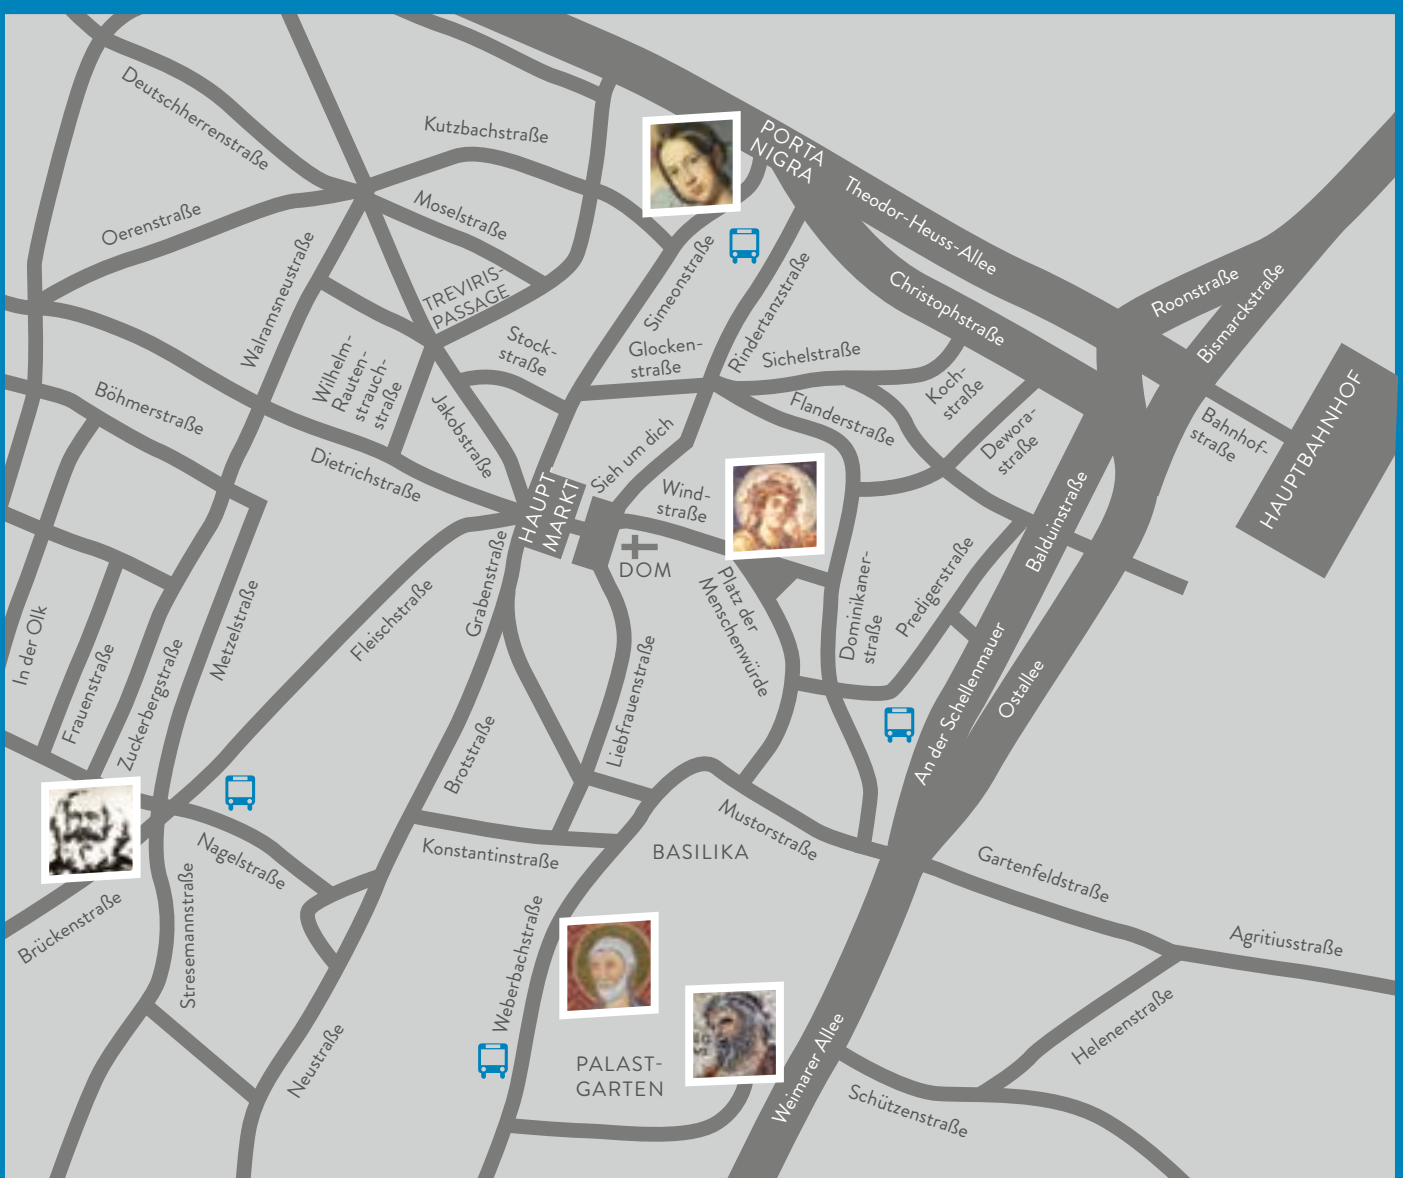 Deutschherrenstraße
Kutzbachstraße
PORTA
NIGRA
Theodor-Heuss-Allee
Oerenstraße
Moselstraße
Walramsneustraße
TREVIRIS-
PASSAGE
Simeonstraße
Rindertanzstraße
Christophstraße
Roonstraße
Bismarckstraße
Wilhelm-
Rauten-
strauch-
straße
Stock-
straße
Glocken-
straße
Sichelstraße
Koch-
straße
Böhmerstraße
Jakobstraße
Flanderstraße
Dewora-
straße
Bahnhof-
straße
HAUPTBAHNHOF
Dietrichstraße
Sieh um dich
HAUPT
MARKT
Wind-
straße
Balduinstraße
DOM
Grabenstraße
Fleischstraße
Metzelstraße
Platz der
Menschenwürde
Dominikaner-
straße
Predigerstraße
In der Olk
Frauenstraße
Zuckerbergstraße
Liebfrauenstraße
Brotstraße
An der Schellenmauer
Ostallee
Nagelstraße
Konstantinstraße
BASILIKA
Mustorstraße
Gartenfeldstraße
Brückenstraße
Stresemannstraße
Weberbachstraße
Agritiusstraße
Neustraße
PALAST-
GARTEN
Weimarer Allee
Helenenstraße
Schützenstraße